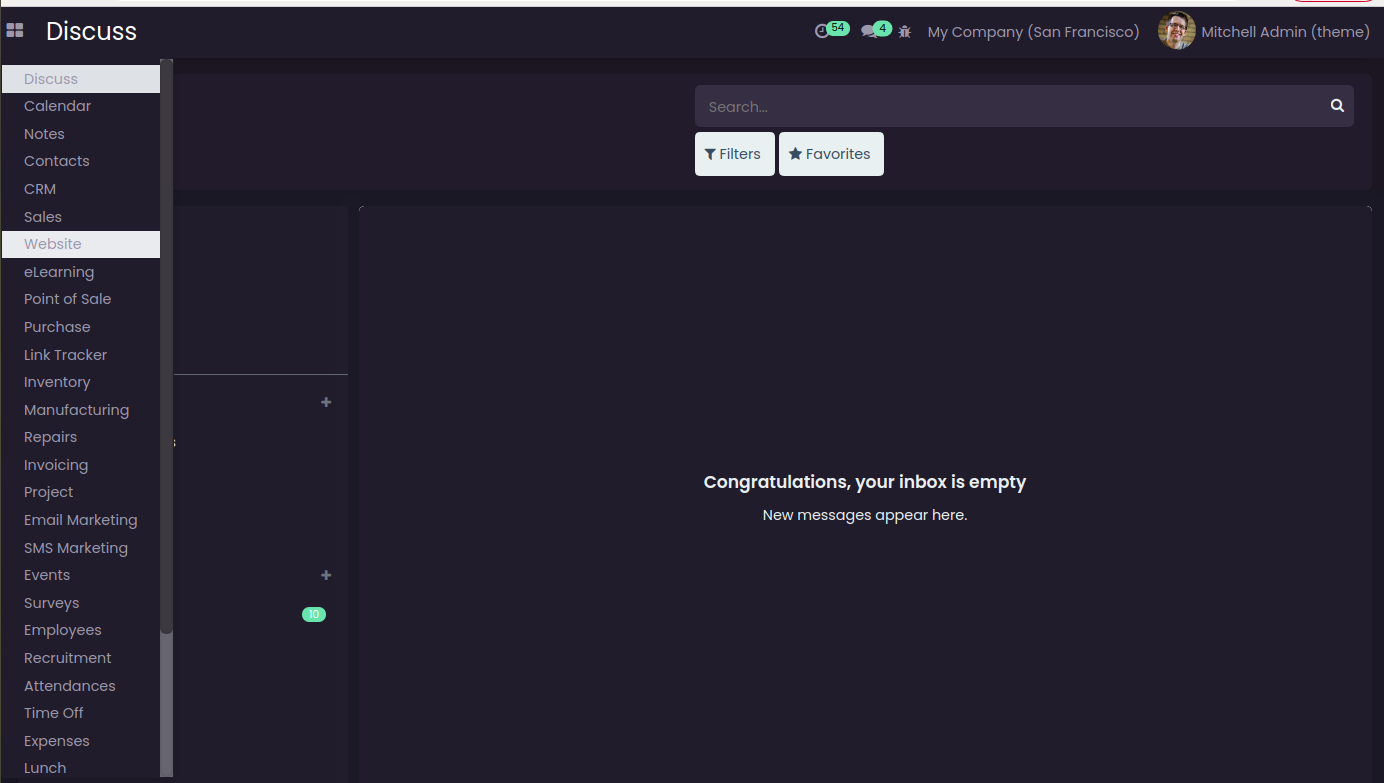 Discuss
54
4
My Company (San Francisco)
Mitchell Admin (theme)
Discuss
Calendar
Notes
Contacts
CRM
Sales
Website
eLearning
Point of Sale
Purchase
Link Tracker
Inventory
Manufacturing
Repairs
Invoicing
Project
Email Marketing
SMS Marketing
Events
Surveys
Employees
Recruitment
Attendances
Time Off
Expenses
Lunch
Search...
Filters
Favorites
10
Congratulations, your inbox is empty
New messages appear here.